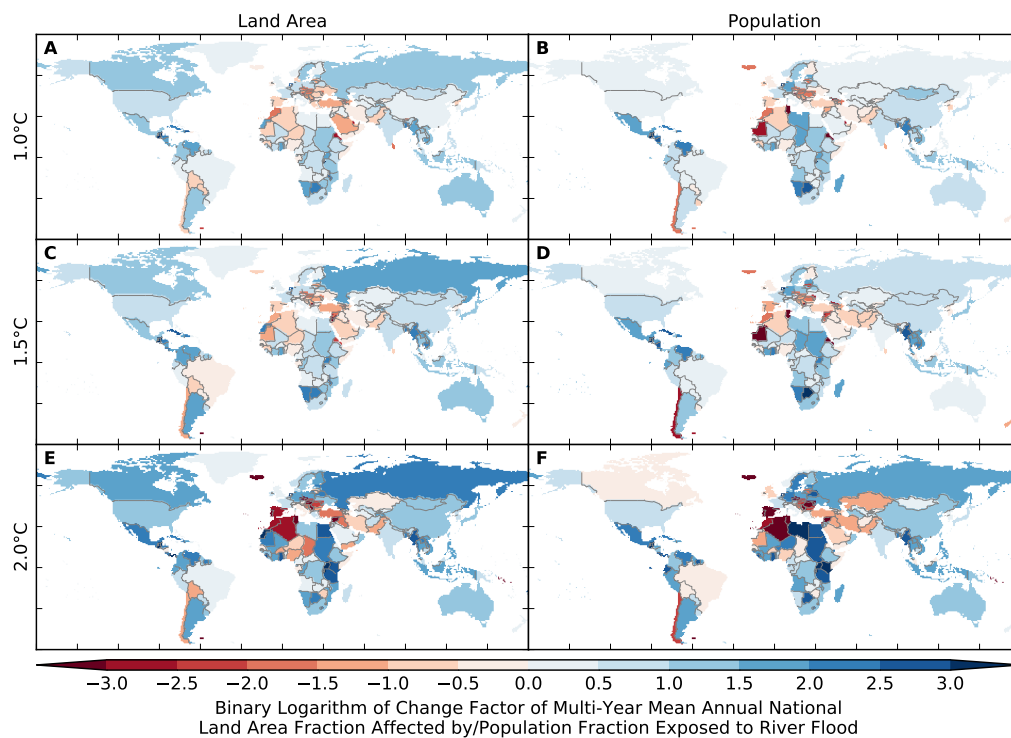 Land Area
Population
A
B
1.0°C
C
D
1.5°C
E
F
2.0°C
−3.0 −2.5 −2.0 −1.5 −1.0 −0.5 0.0 0.5 1.0 1.5 2.0 2.5 3.0
Binary Logarithm of Change Factor of Multi-Year Mean Annual National
Land Area Fraction Affected by/Population Fraction Exposed to River Flood